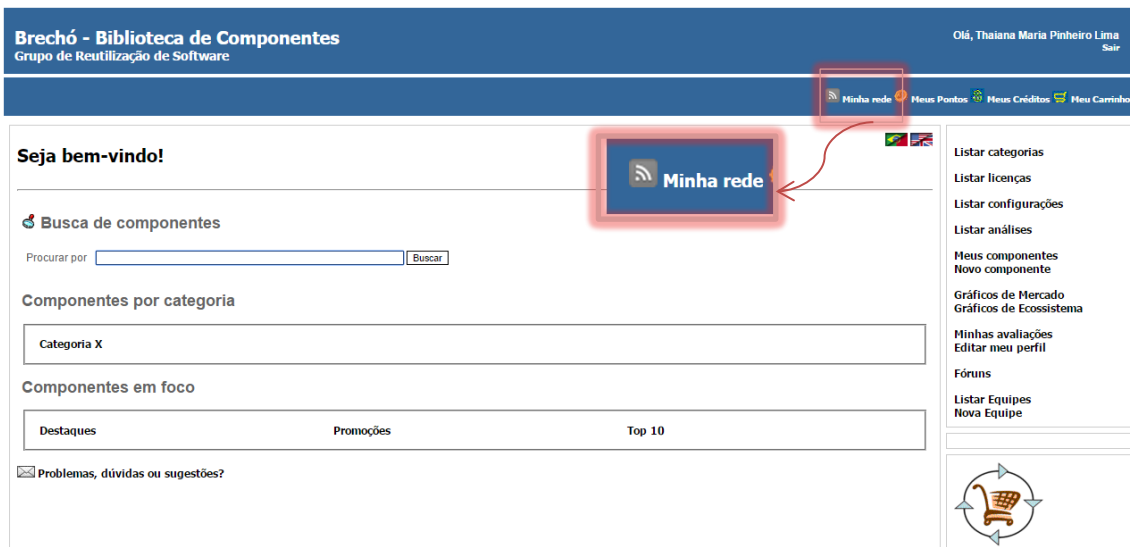 Brechó - Biblioteca de Componentes
Grupo de Reutilização de Software
Olá, Thaiana Maria Pinheiro Lima
Sair
Minha rede Meus Pontos Meus Créditos Meu Carrinho
Seja bem-vindo!
Minha rede
Busca de componentes
Procurar por Buscar
Componentes por categoria
Categoria X
Componentes em foco
Destaques Promoções Top 10
Problemas, dúvidas ou sugestões?
Listar categorias
Listar licenças
Listar configurações
Listar análises
Meus componentes
Novo componente
Gráficos de Mercado
Gráficos de Ecossistema
Minhas avaliações
Editar meu perfil
Fóruns
Listar Equipes
Nova Equipe